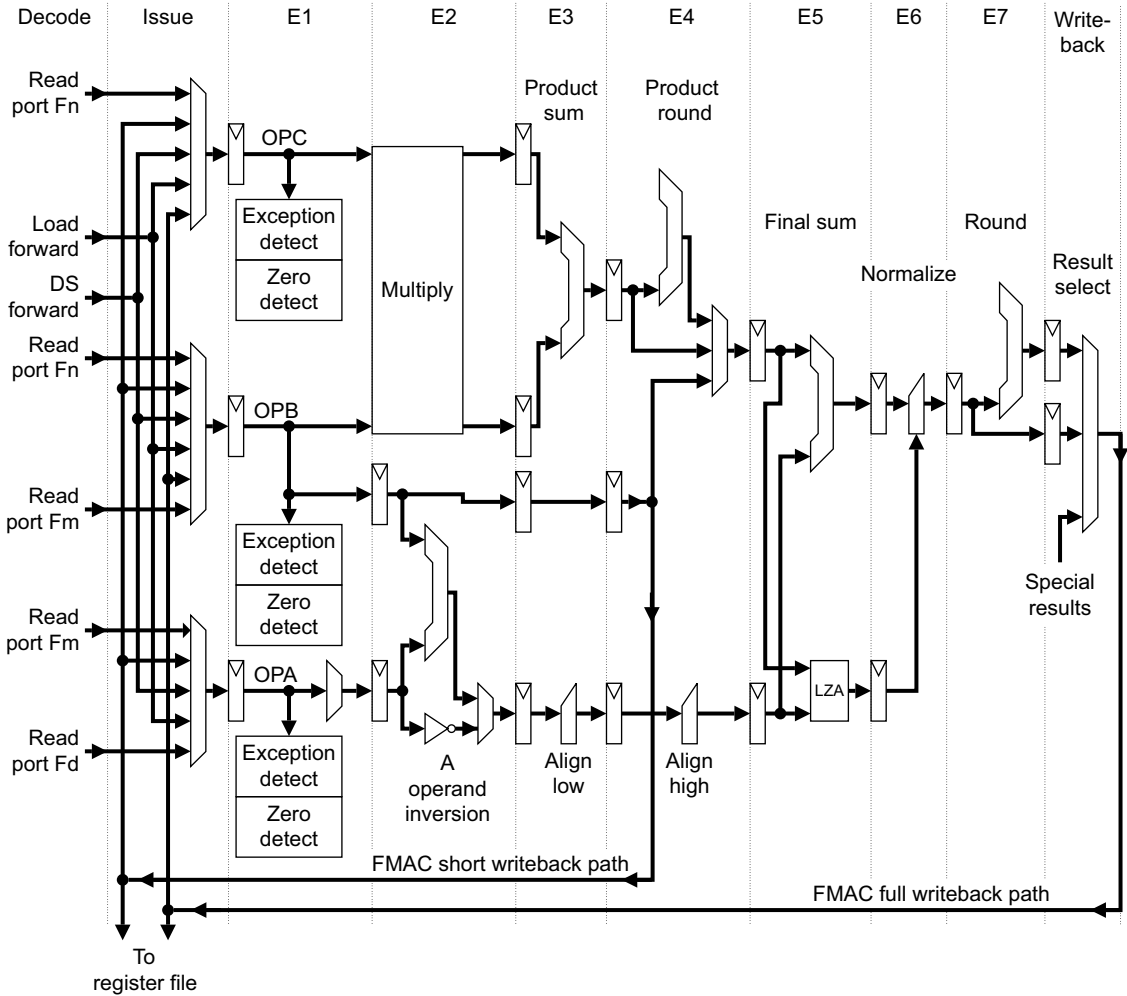 Decode
Issue
E1
E2
E3
E4
E5
E6
E7
Write-
back
Read
port Fn
Product
sum
Product
round
OPC
Exception
detect
Zero
detect
Load
forward
DS
forward
Multiply
Final sum
Round
Normalize
Result
select
Read
port Fn
OPB
Read
port Fm
Exception
detect
Zero
detect
Special
results
Read
port Fm
OPA
LZA
Read
port Fd
Exception
detect
Zero
detect
A
operand
inversion
Align
low
Align
high
FMAC short writeback path
FMAC full writeback path
To
register file